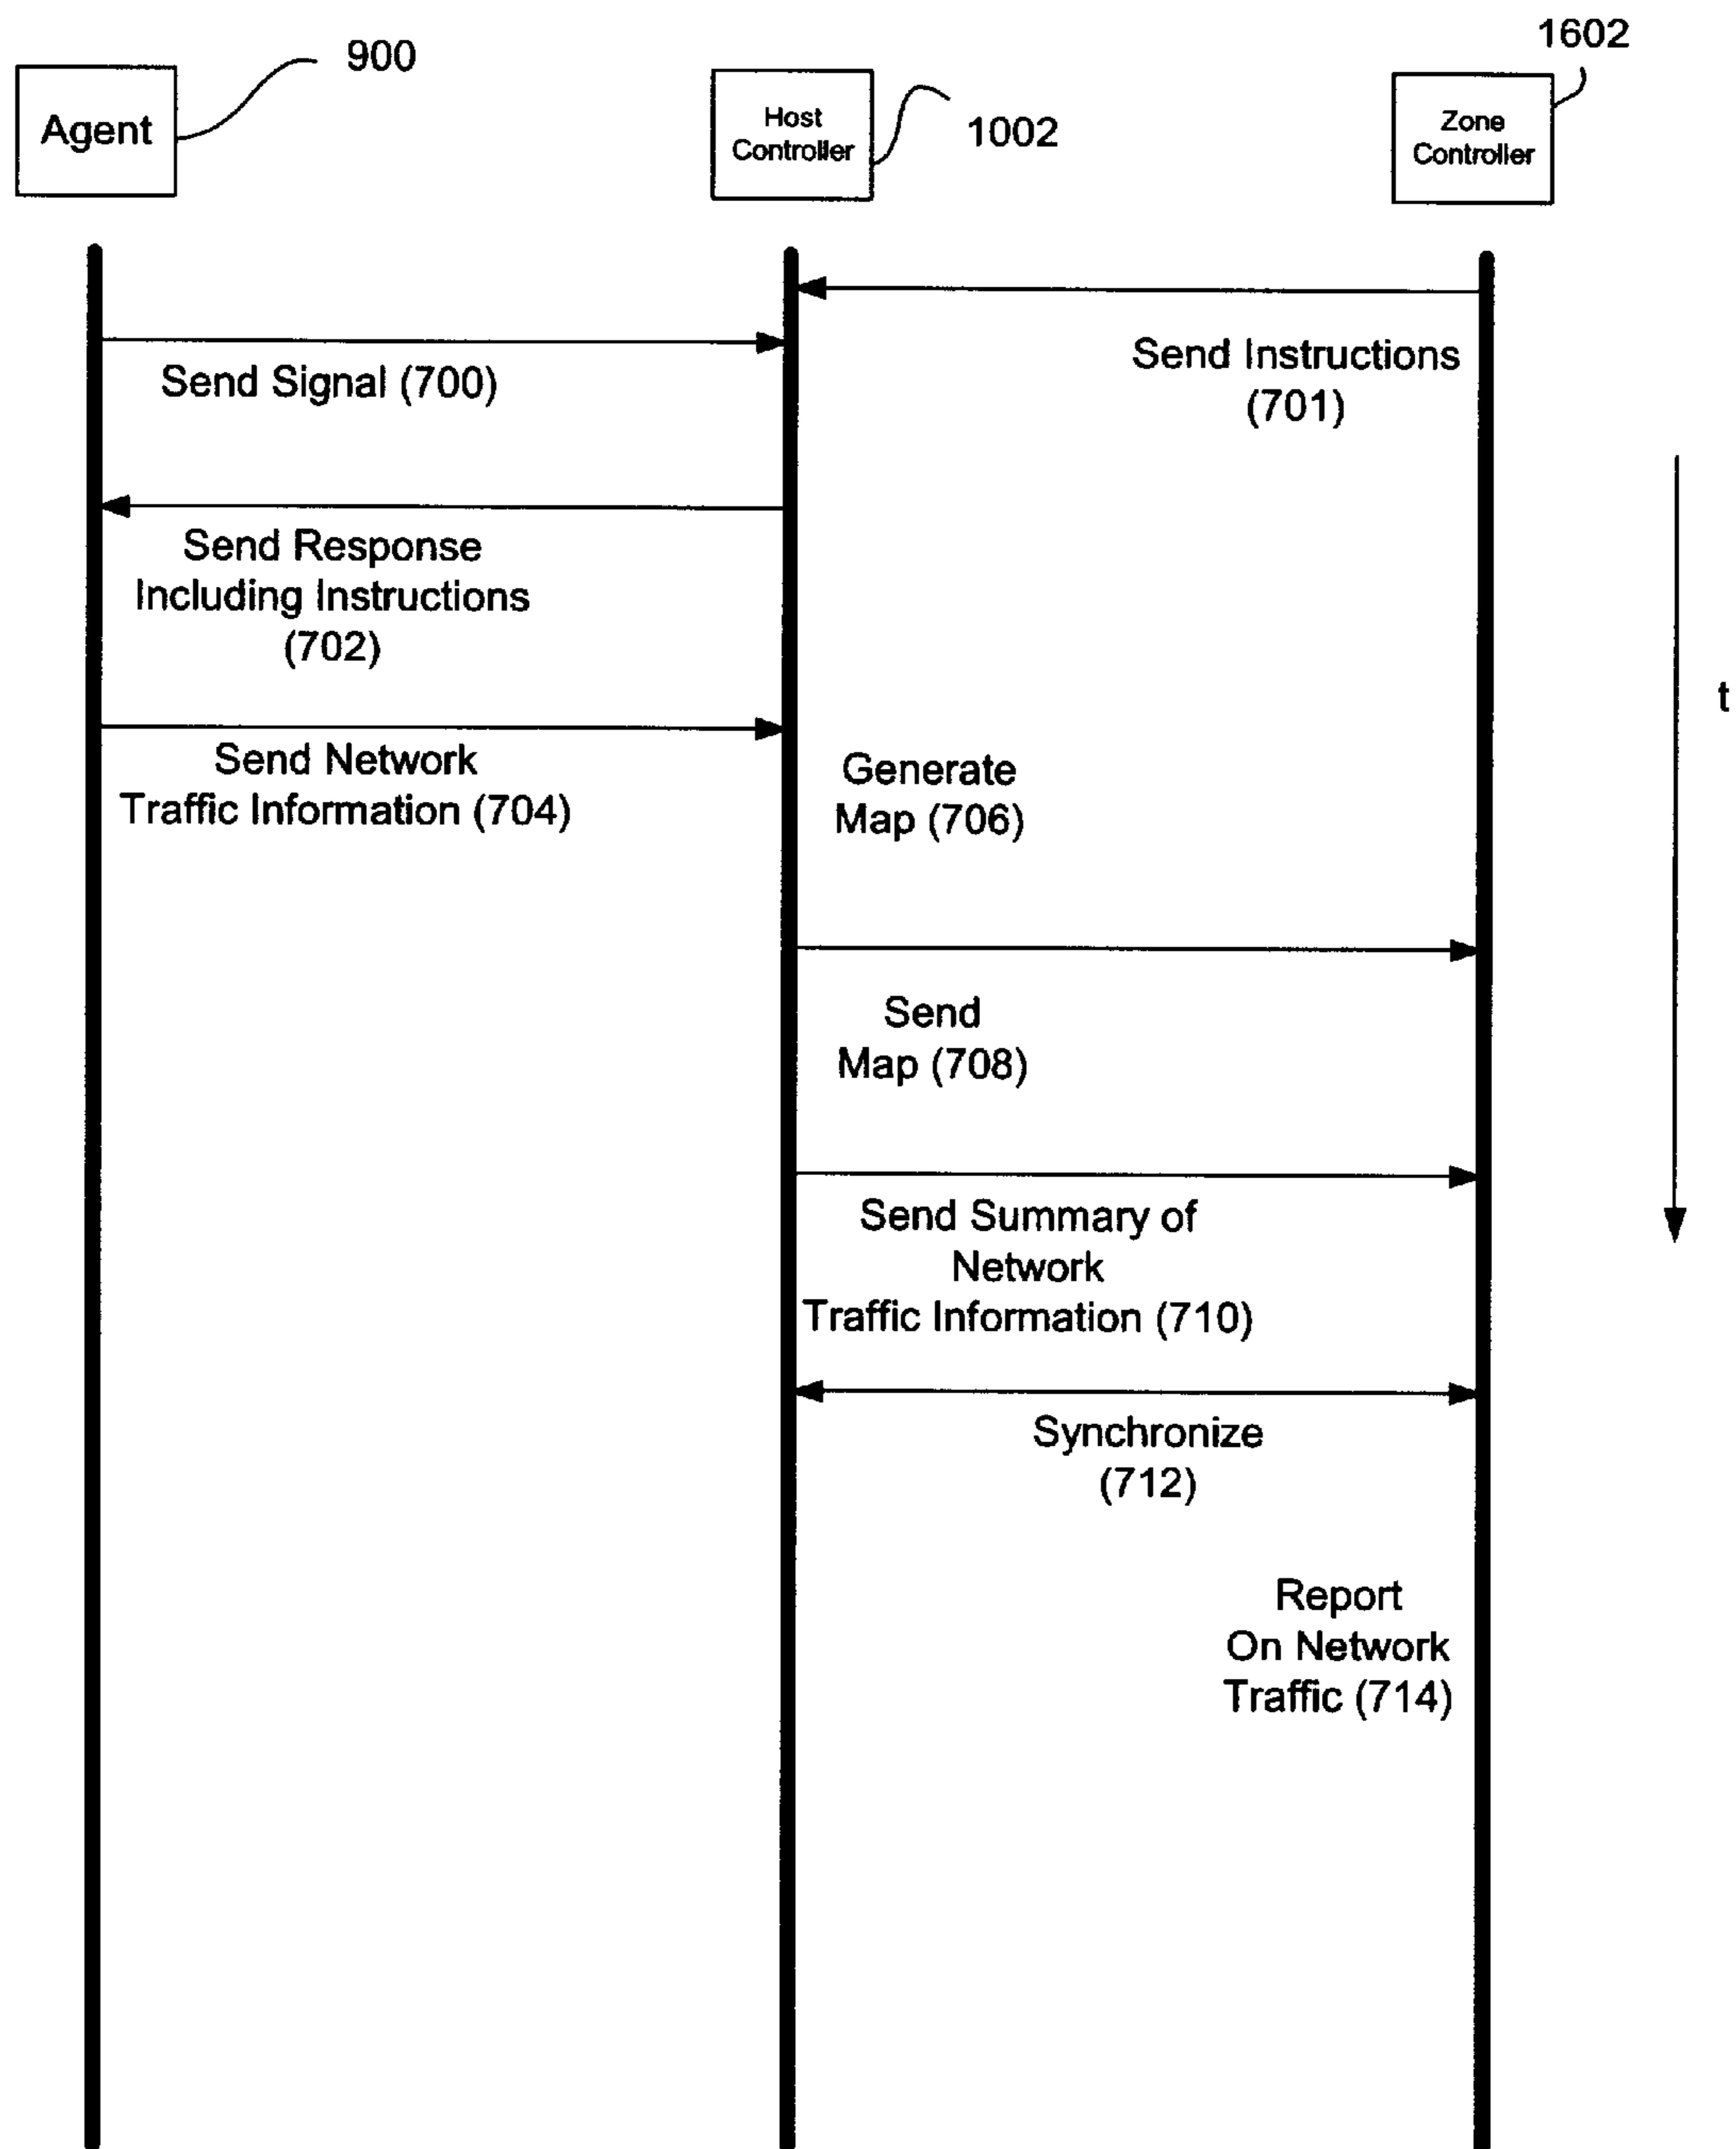 900
1602
Agent
Host
Controller
1002
Zone
Controller
Send Signal (700)
Send Instructions
(701)
Send Response
Including Instructions
(702)
t
Send Network
Traffic Information (704)
Generate
Map (706)
Send
Map (708)
Send Summary of
Network
Traffic Information (710)
Synchronize
(712)
Report
On Network
Traffic (714)